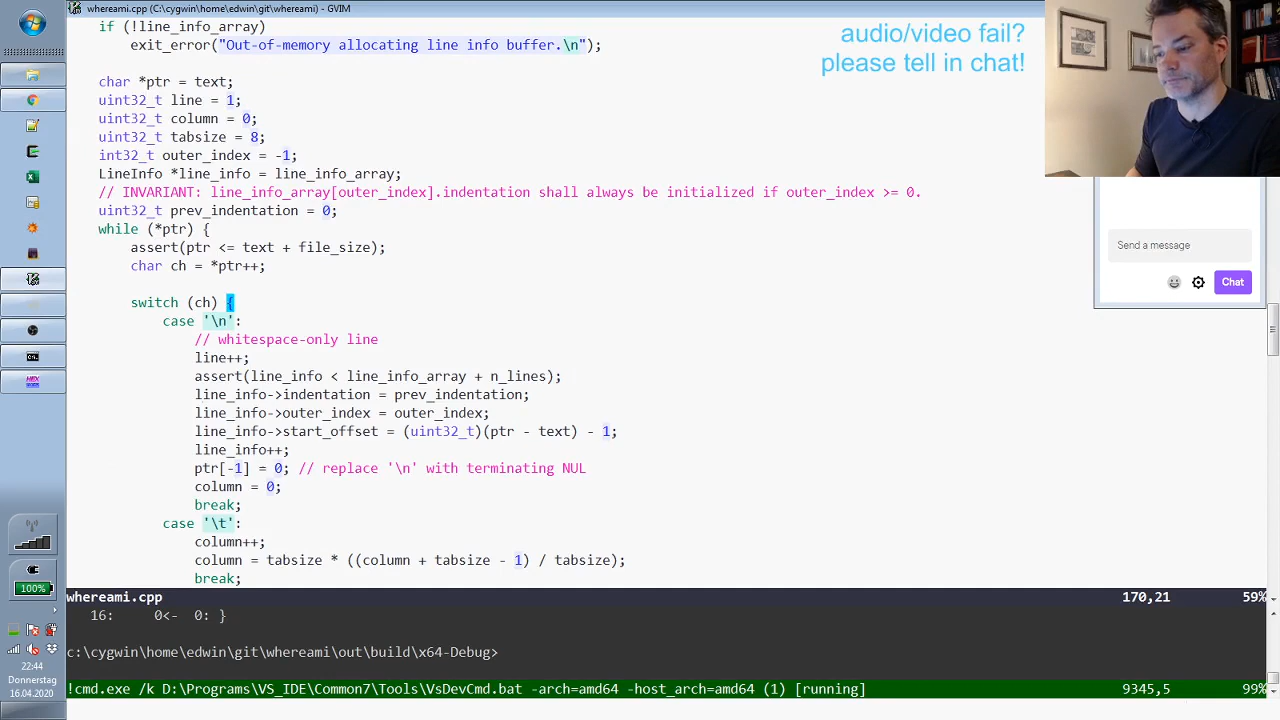 whereami.cpp (C:\cygwin\home\edwin\git\whereami) - GVIM
if (!line_info_array)
exit_error("Out-of-memory allocating line info buffer.\n");
char *ptr = text;
uint32_t line = 1;
uint32_t column = 0;
uint32_t tabsize = 8;
int32_t outer_index = -1;
LineInfo *line_info = line_info_array;
// INVARIANT: line_info_array[outer_index].indentation shall always be initialized if outer_index >= 0.
uint32_t prev_indentation = 0;
while (*ptr) {
assert(ptr <= text + file_size);
char ch = *ptr++;
switch (ch) {
case '\n':
// whitespace-only line
line++;
assert(line_info < line_info_array + n_lines);
line_info->indentation = prev_indentation;
line_info->outer_index = outer_index;
line_info->start_offset = (uint32_t)(ptr - text) - 1;
line_info++;
ptr[-1] = 0; // replace '\n' with terminating NUL
column = 0;
break;
case '\t':
column++;
column = tabsize * ((column + tabsize - 1) / tabsize);
break;
whereami.cpp 170,21 59%
16: 0<- 0: }
c:\cygwin\home\edwin\git\whereami\out\build\x64-Debug>
!cmd.exe /k D:\Programs\VS_IDE\Common7\Tools\VsDevCmd.bat -arch=amd64 -host_arch=amd64 (1) [running] 9345,5 99%
audio/video fail?
please tell in chat!
Send a message
Chat
HEX
100%
22:44
Donnerstag
16.04.2020